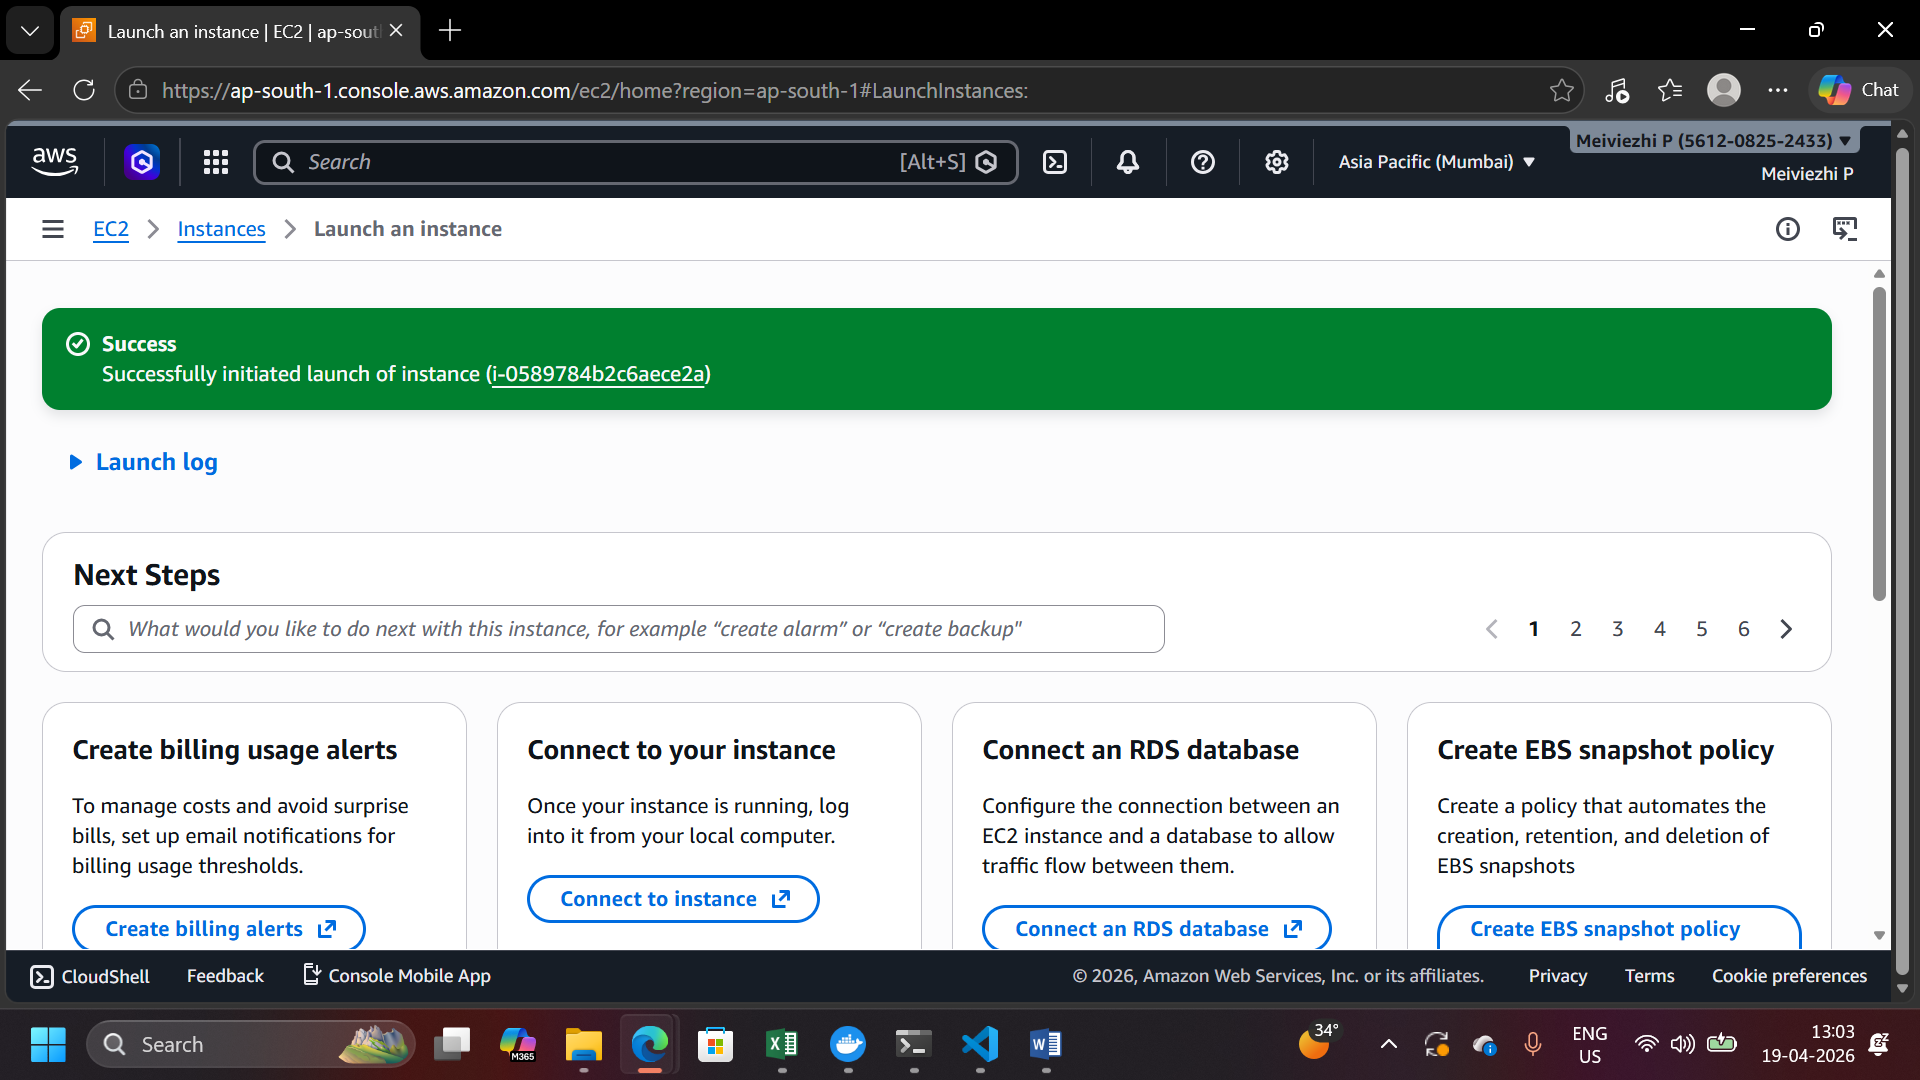 Launch an instance | EC2 | ap-sout
https://ap-south-1.console.aws.amazon.com/ec2/home?region=ap-south-1#LaunchInstances:
Chat
aws
Search
[Alt+S]
Asia Pacific (Mumbai)
Meiviezhi P (5612-0825-2433)
Meiviezhi P
EC2
Instances
Launch an instance
Success
Successfully initiated launch of instance (i-0589784b2c6aece2a)
Launch log
Next Steps
What would you like to do next with this instance, for example “create alarm” or “create backup"
1 2 3 4 5 6
Create billing usage alerts
To manage costs and avoid surprise
bills, set up email notifications for
billing usage thresholds.
Create billing alerts
Connect to your instance
Once your instance is running, log
into it from your local computer.
Connect to instance
Connect an RDS database
Configure the connection between an
EC2 instance and a database to allow
traffic flow between them.
Connect an RDS database
Create EBS snapshot policy
Create a policy that automates the
creation, retention, and deletion of
EBS snapshots
Create EBS snapshot policy
CloudShell
Feedback
Console Mobile App
© 2026, Amazon Web Services, Inc. or its affiliates.
Privacy
Terms
Cookie preferences
Search
M365
34°
ENG
US
13:03
19-04-2026